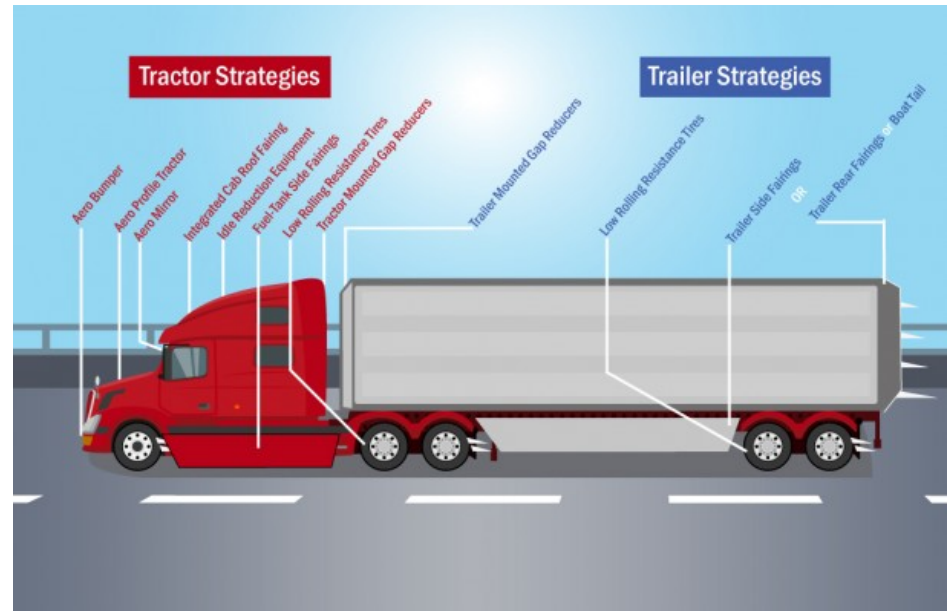 Tractor Strategies
Trailer Strategies
Aero Bumper
Aero Profile Tractor
Aero Mirror
Integrated Cab Roof Fairing
Idle Reduction Equipment
Fuel-Tank Side Fairings
Low Rolling Resistance Tires
Tractor Mounted Gap Reducers
Trailer Mounted Gap Reducers
Low Rolling Resistance Tires
Trailer Side Fairings
OR
Trailer Rear Fairings or Boat Tail